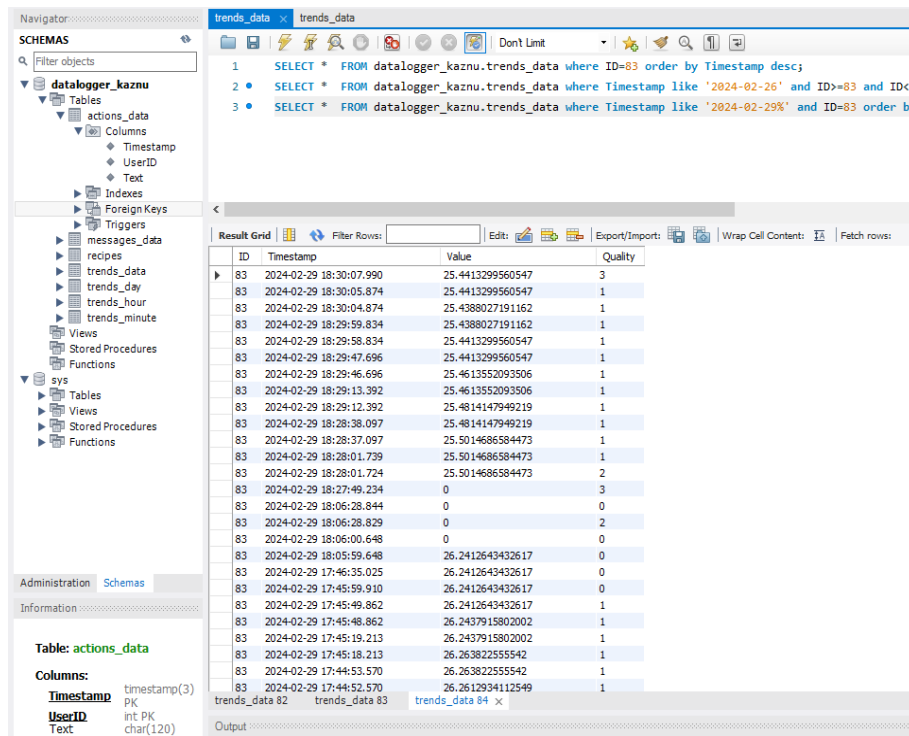 Navigator
SCHEMAS
Filter objects
datalogger_kaznu
Tables
actions_data
Columns
Timestamp
UserID
Text
Indexes
Foreign Keys
Triggers
messages_data
recipes
trends_data
trends_day
trends_hour
trends_minute
Views
Stored Procedures
Functions
sys
Tables
Views
Stored Procedures
Functions
Administration Schemas
Information
Table: actions_data
Columns:
Timestamp timestamp(3) PK
UserID int PK
Text char(120)
trends_data × trends_data
Don't Limit
1 SELECT * FROM datalogger_kaznu.trends_data where ID=83 order by Timestamp desc;
2 SELECT * FROM datalogger_kaznu.trends_data where Timestamp like '2024-02-26' and ID>=83 and ID<
3 SELECT * FROM datalogger_kaznu.trends_data where Timestamp like '2024-02-29%' and ID=83 order b
Result Grid Filter Rows: Edit: Export/Import: Wrap Cell Content: IA Fetch rows:
ID Timestamp Value Quality
83 2024-02-29 18:30:07.990 25.4413299560547 3
83 2024-02-29 18:30:05.874 25.4413299560547 1
83 2024-02-29 18:30:04.874 25.4388027191162 1
83 2024-02-29 18:29:59.834 25.4388027191162 1
83 2024-02-29 18:29:58.834 25.4413299560547 1
83 2024-02-29 18:29:47.696 25.4413299560547 1
83 2024-02-29 18:29:46.696 25.4613552093506 1
83 2024-02-29 18:29:13.392 25.4613552093506 1
83 2024-02-29 18:29:12.392 25.4814147949219 1
83 2024-02-29 18:28:38.097 25.4814147949219 1
83 2024-02-29 18:28:37.097 25.5014686584473 1
83 2024-02-29 18:28:01.739 25.5014686584473 1
83 2024-02-29 18:28:01.724 25.5014686584473 2
83 2024-02-29 18:27:49.234 0 3
83 2024-02-29 18:06:28.844 0 0
83 2024-02-29 18:06:28.829 0 2
83 2024-02-29 18:06:00.648 0 0
83 2024-02-29 18:05:59.648 26.2412643432617 0
83 2024-02-29 17:46:35.025 26.2412643432617 0
83 2024-02-29 17:45:59.910 26.2412643432617 0
83 2024-02-29 17:45:49.862 26.2412643432617 1
83 2024-02-29 17:45:48.862 26.2437915802002 1
83 2024-02-29 17:45:19.213 26.2437915802002 1
83 2024-02-29 17:45:18.213 26.263822555542 1
83 2024-02-29 17:44:53.570 26.263822555542 1
83 2024-02-29 17:44:52.570 26.2612934112549 1
trends_data 82 trends_data 83 trends_data 84 ×
Output